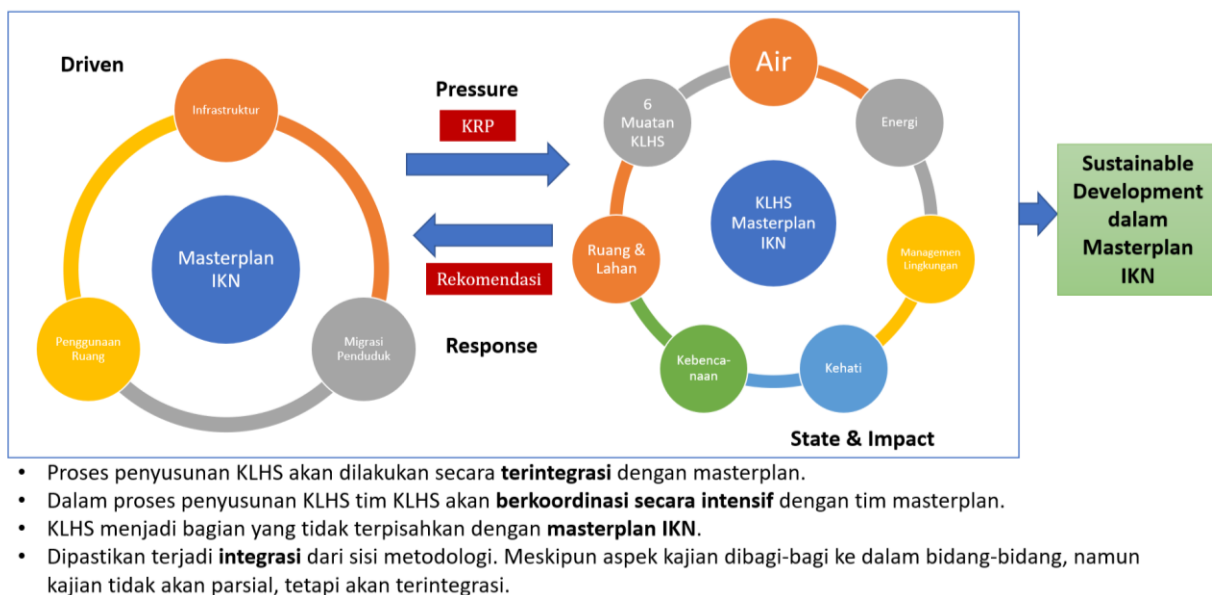 Driven
Infrastruktur
Masterplan
IKN
Penggunaan
Ruang
Migrasi
Penduduk
Pressure
KRP
Rekomendasi
Response
Air
6
Muatan
KLHS
Energi
KLHS
Masterplan
IKN
Ruang &
Lahan
Managemen
Lingkungan
Kebenca-
naan
Kehati
State & Impact
Sustainable
Development
dalam
Masterplan
IKN
• Proses penyusunan KLHS akan dilakukan secara terintegrasi dengan masterplan.
• Dalam proses penyusunan KLHS tim KLHS akan berkoordinasi secara intensif dengan tim masterplan.
• KLHS menjadi bagian yang tidak terpisahkan dengan masterplan IKN.
• Dipastikan terjadi integrasi dari sisi metodologi. Meskipun aspek kajian dibagi-bagi ke dalam bidang-bidang, namun
kajian tidak akan parsial, tetapi akan terintegrasi.